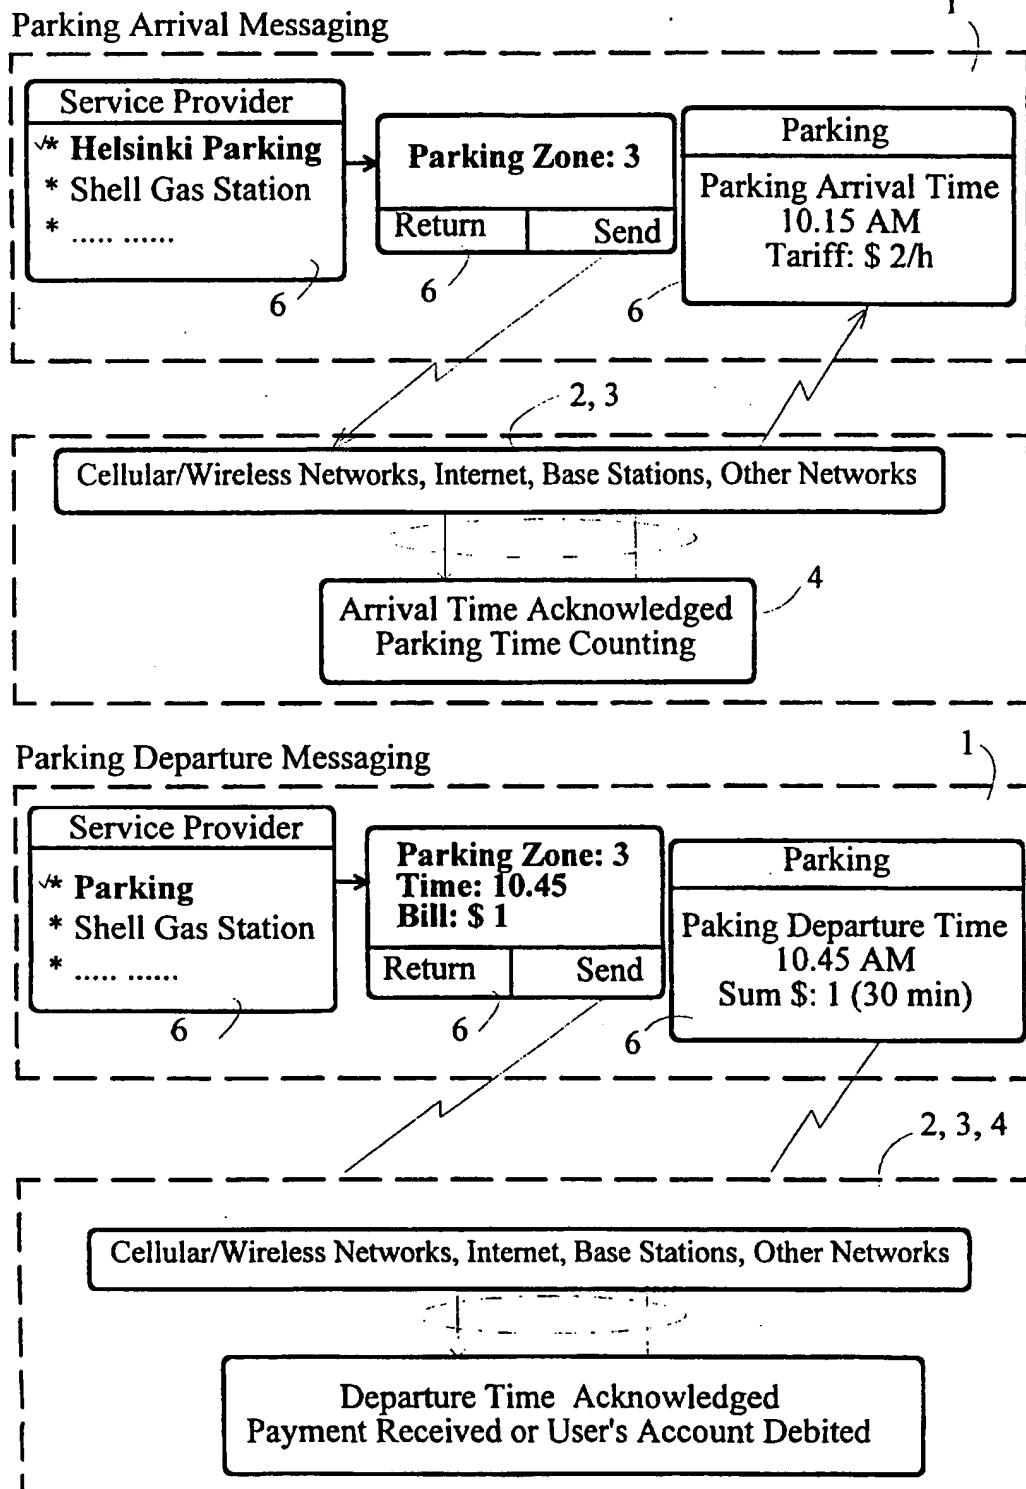 Parking Arrival Messaging
1
Service Provider
√* Helsinki Parking
* Shell Gas Station
* ..... ......
6
Parking Zone: 3
Return Send
6
Parking
Parking Arrival Time
10.15 AM
Tariff: $ 2/h
6
2, 3
Cellular/Wireless Networks, Internet, Base Stations, Other Networks
4
Arrival Time Acknowledged
Parking Time Counting
Parking Departure Messaging
1
Service Provider
√* Parking
* Shell Gas Station
* ..... ......
6
Parking Zone: 3
Time: 10.45
Bill: $ 1
Return Send
6
Parking
Paking Departure Time
10.45 AM
Sum $: 1 (30 min)
6
2, 3, 4
Cellular/Wireless Networks, Internet, Base Stations, Other Networks
Departure Time Acknowledged
Payment Received or User's Account Debited